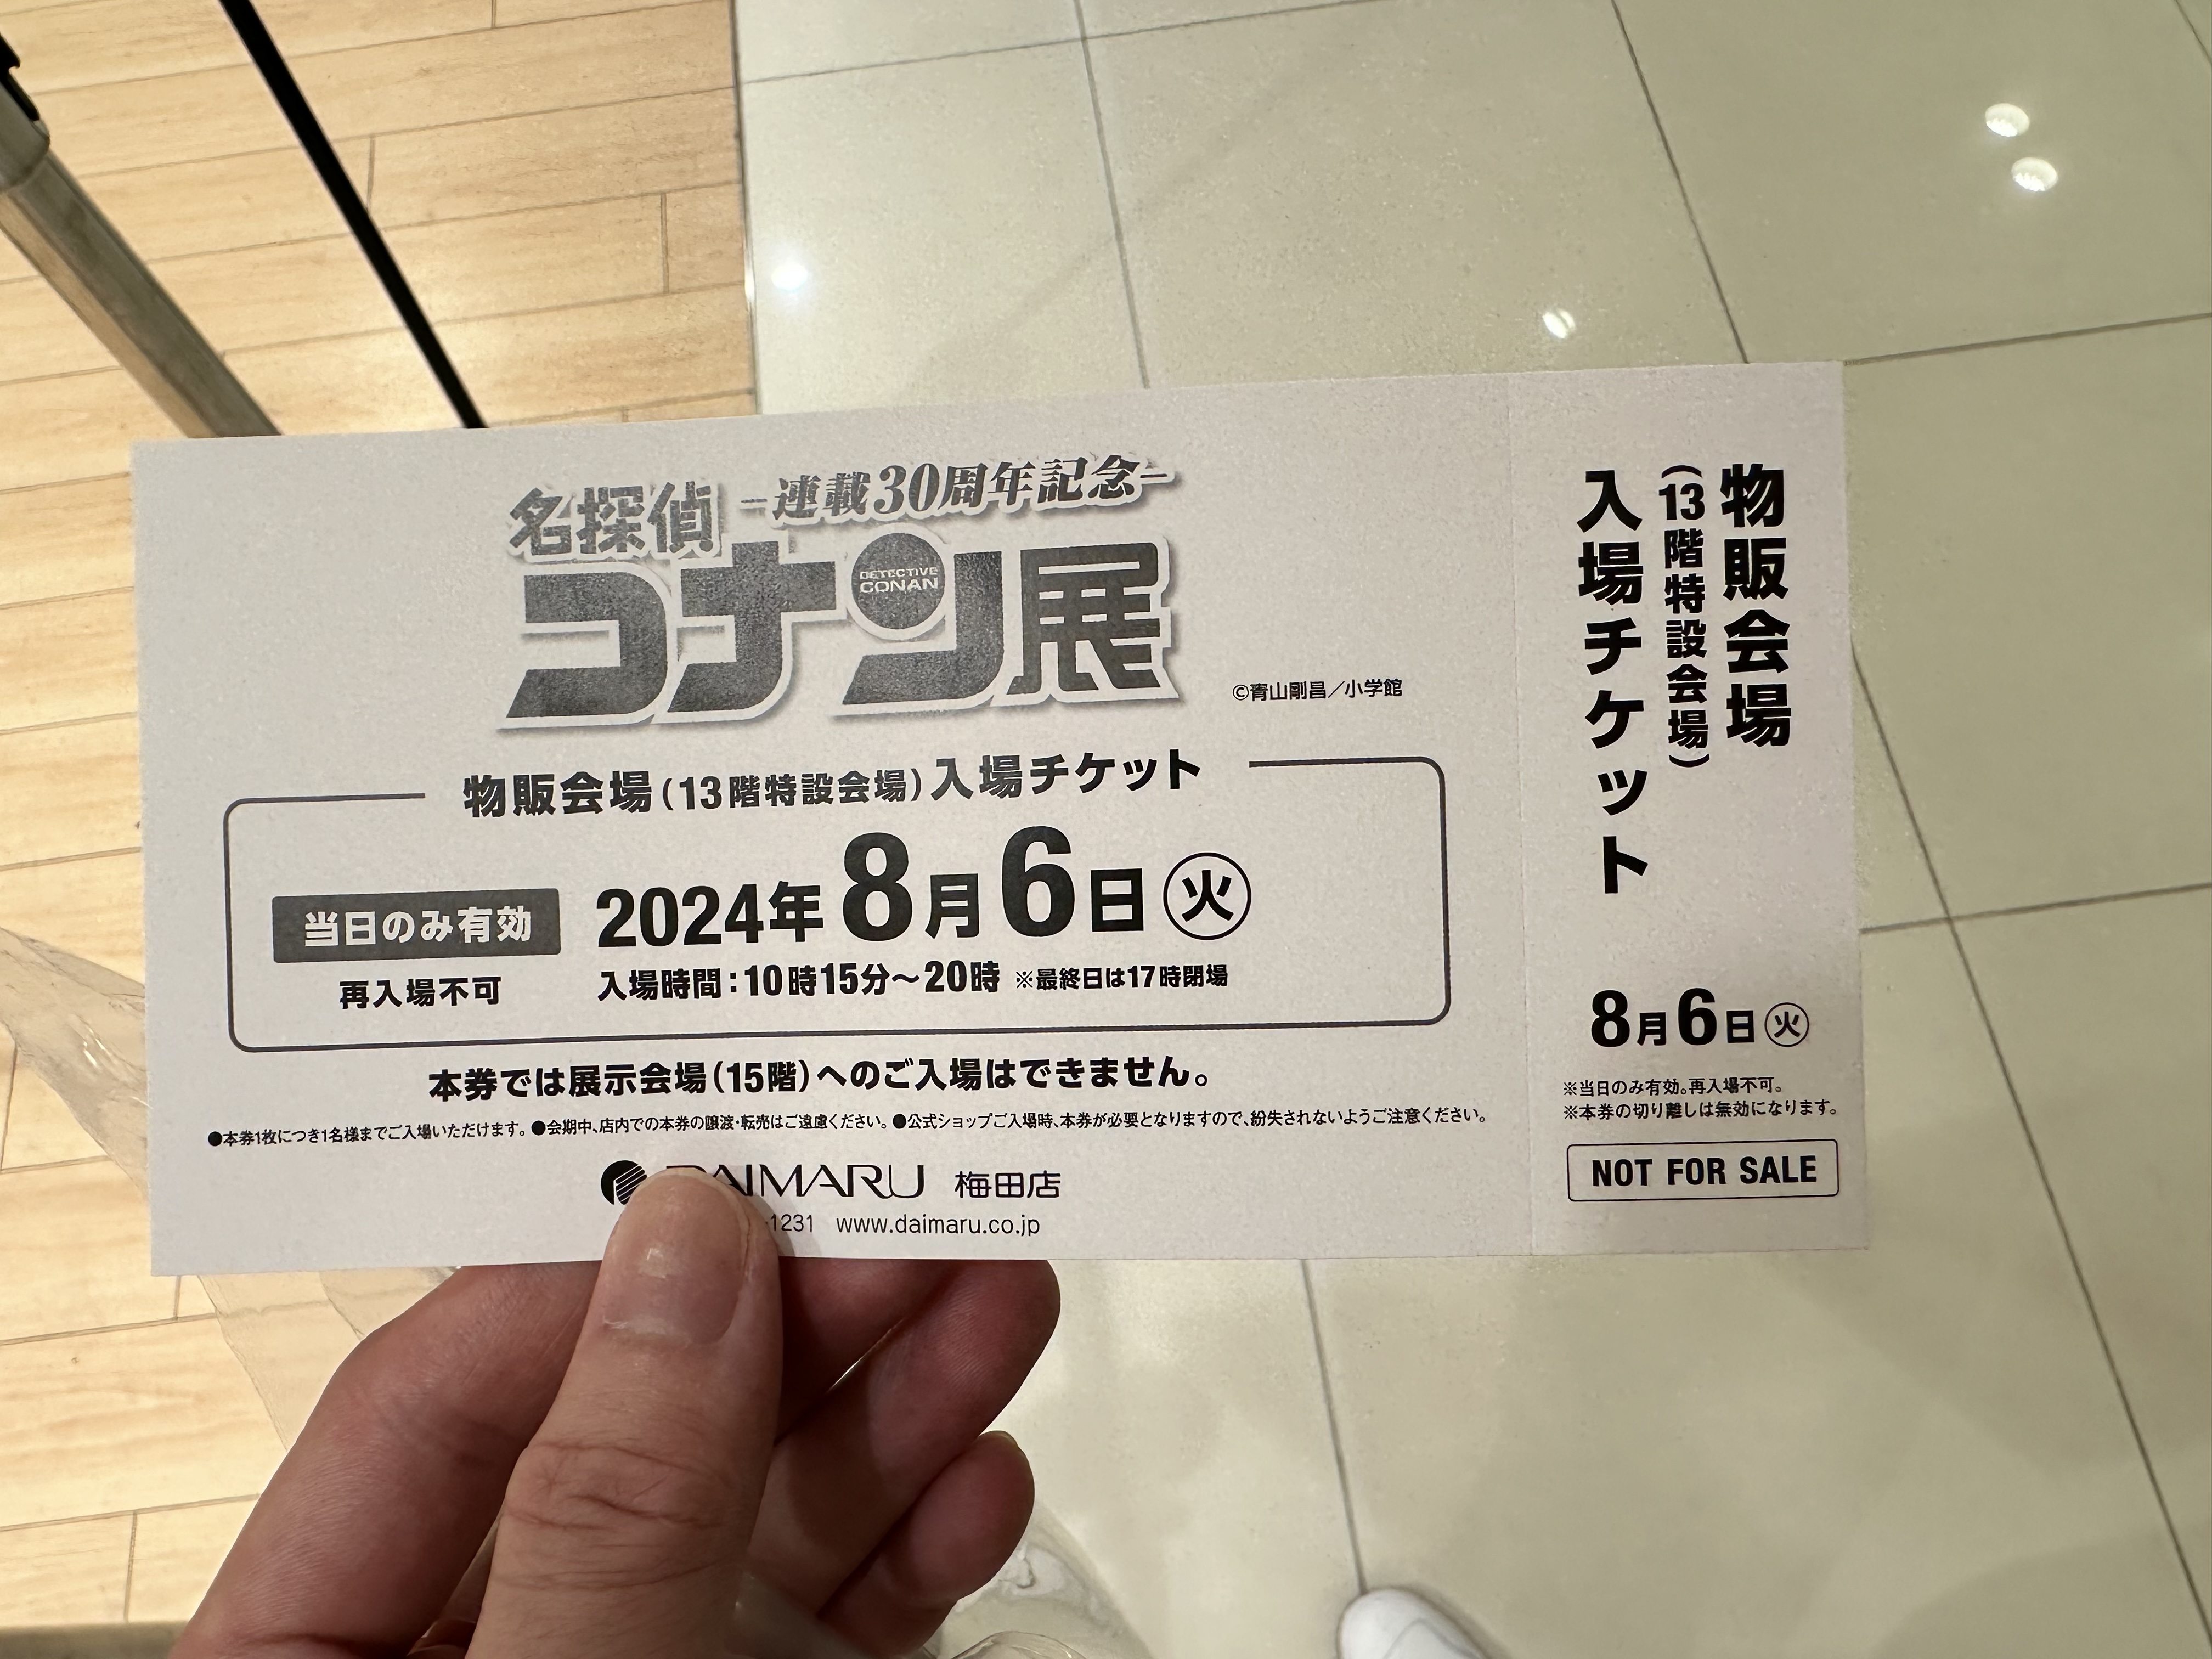 名探偵
-連載30周年記念-
コナン展
DETECTIVE
CONAN
©青山剛昌／小学館
物販会場(13階特設会場)入場チケット
当日のみ有効
2024年8月6日㊋
再入場不可
入場時間：10時15分～20時 ※最終日は17時閉場
本券では展示会場(15階)へのご入場はできません。
●本券1枚につき1名様までご入場いただけます。●会期中、店内での本券の譲渡・転売はご遠慮ください。●公式ショップご入場時、本券が必要となりますので、紛失されないようご注意ください。
DAIMARU 梅田店
-1231 www.daimaru.co.jp
物販会場
(13階特設会場)
入場チケット
8月6日㊋
※当日のみ有効。再入場不可。
※本券の切り離しは無効になります。
NOT FOR SALE